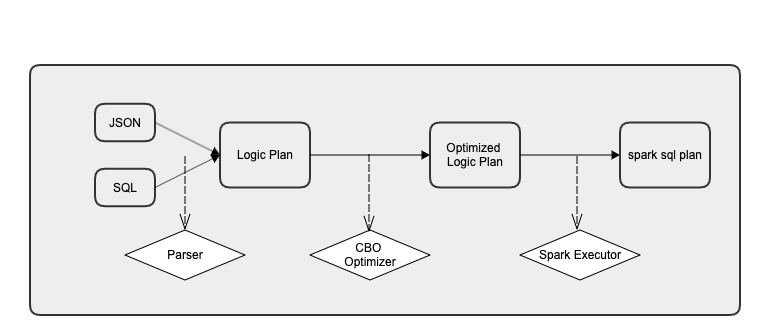 JSON
SQL
Logic Plan
Optimized
Logic Plan
spark sql plan
Parser
CBO
Optimizer
Spark Executor